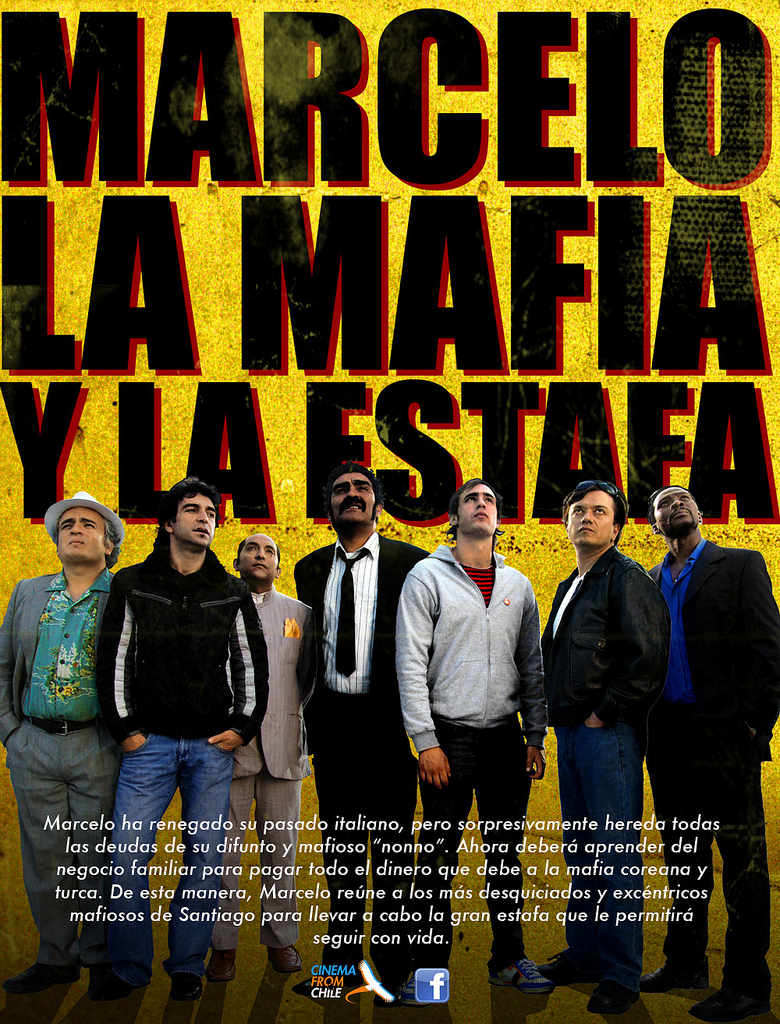 MARCELO
LA MAFIA
Y LA ESTAFA
Marcelo ha renegado su pasado italiano, pero sorpresivamente hereda todas
las deudas de su difunto y mafioso “nonno”. Ahora deberá aprender del
negocio familiar para pagar todo el dinero que debe a la mafia coreana y
turca. De esta manera, Marcelo reúne a los más desquiciados y excéntricos
mafiosos de Santiago para llevar a cabo la gran estafa que le permitirá
seguir con vida.
CINEMA
FROM
CHILE
f